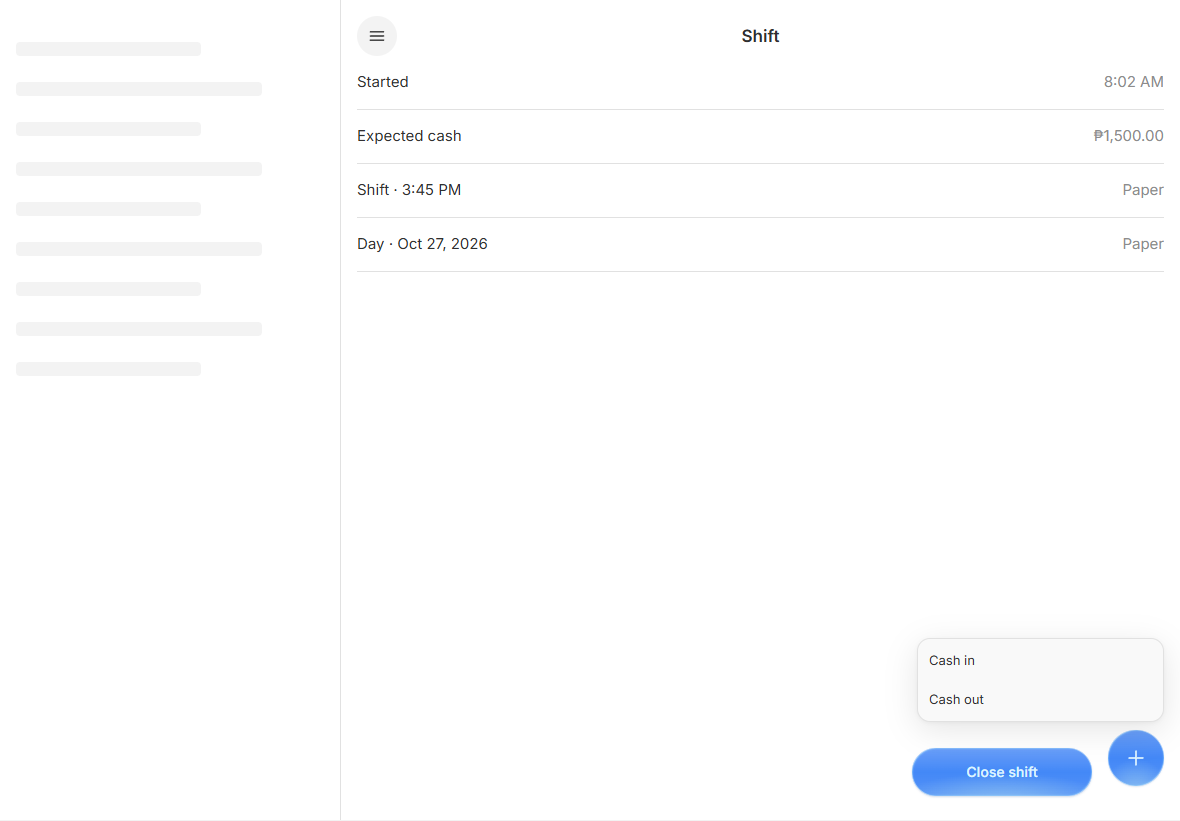 Shift
Started 8:02 AM
Expected cash ₱1,500.00
Shift · 3:45 PM Paper
Day · Oct 27, 2026 Paper
Cash in
Cash out
Close shift